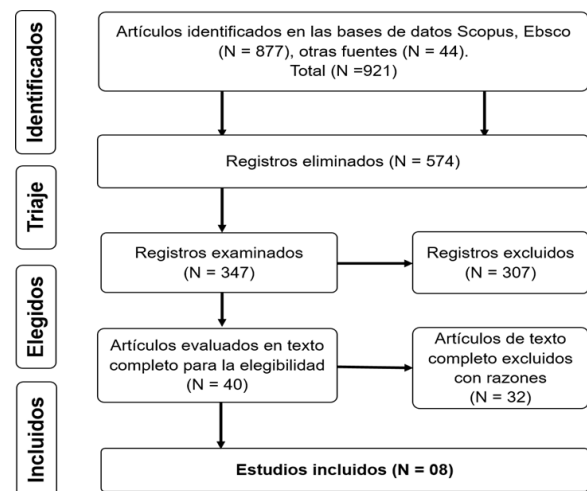 Identificados
Artículos identificados en las bases de datos Scopus, Ebsco
(N = 877), otras fuentes (N = 44).
Total (N =921)
Registros eliminados (N = 574)
Triaje
Registros examinados
(N = 347)
Registros excluidos
(N = 307)
Elegidos
Artículos evaluados en texto
completo para la elegibilidad
(N = 40)
Artículos de texto
completo excluidos
con razones
(N = 32)
Incluidos
Estudios incluidos (N = 08)